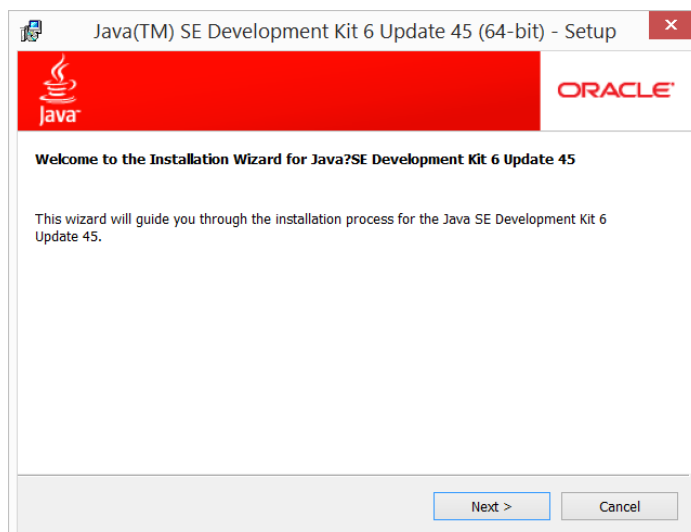 Java(TM) SE Development Kit 6 Update 45 (64-bit) - Setup
Java™
ORACLE®
Welcome to the Installation Wizard for Java?SE Development Kit 6 Update 45
This wizard will guide you through the installation process for the Java SE Development Kit 6
Update 45.
Next >
Cancel